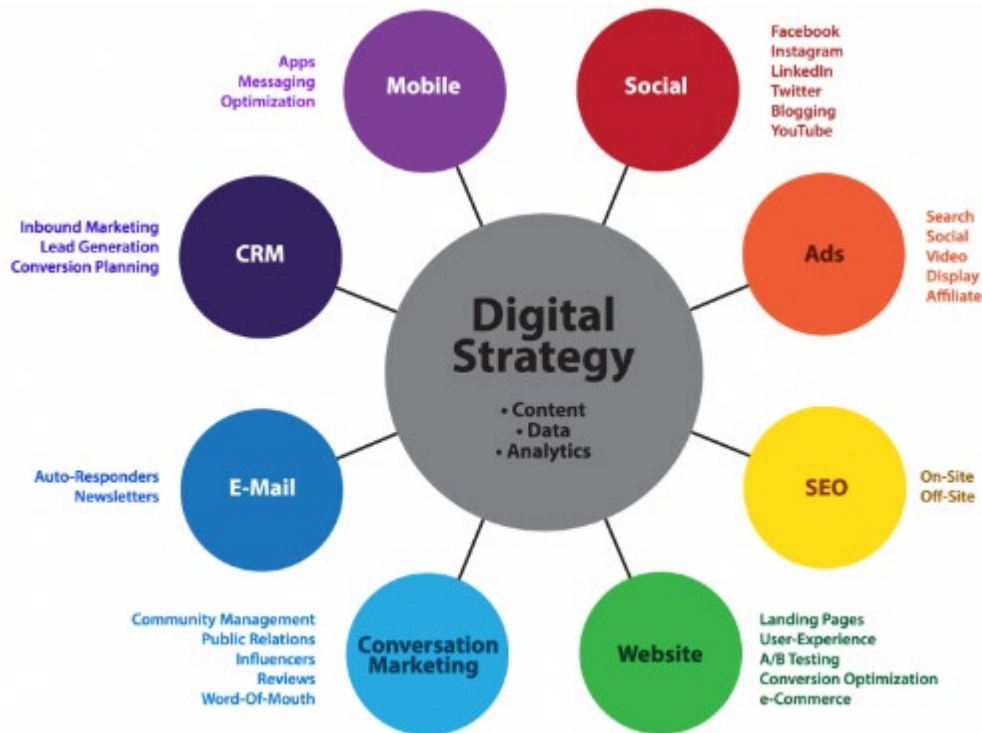 Digital
Strategy
• Content
• Data
• Analytics
Mobile
Apps
Messaging
Optimization
Social
Facebook
Instagram
LinkedIn
Twitter
Blogging
YouTube
Ads
Search
Social
Video
Display
Affiliate
SEO
On-Site
Off-Site
Website
Landing Pages
User-Experience
A/B Testing
Conversion Optimization
e-Commerce
Conversation
Marketing
Community Management
Public Relations
Influencers
Reviews
Word-Of-Mouth
E-Mail
Auto-Responders
Newsletters
CRM
Inbound Marketing
Lead Generation
Conversion Planning